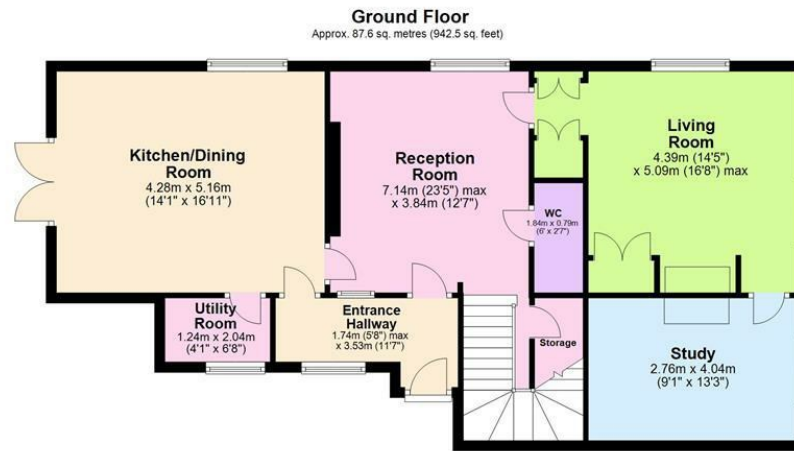 Ground Floor
Approx. 87.6 sq. metres (942.5 sq. feet)
Kitchen/Dining
Room
4.28m x 5.16m
(14'1" x 16'11")
Reception
Room
7.14m (23'5") max
x 3.84m (12'7")
Living
Room
4.39m (14'5")
x 5.09m (16'8") max
WC
1.84m x 0.79m
(6' x 2'7")
Utility
Room
1.24m x 2.04m
(4'1" x 6'8")
Entrance
Hallway
1.74m (5'8") max
x 3.53m (11'7")
Storage
Study
2.76m x 4.04m
(9'1" x 13'3")